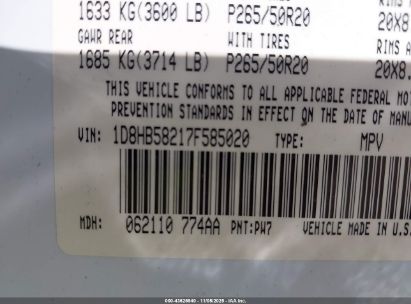 1633 KG(3600 LB) P265/50R20 20X8
GAWR REAR WITH TIRES RIMS A
1685 KG(3714 LB) P265/50R20 20X8.
THIS VEHICLE CONFORMS TO ALL APPLICABLE FEDERAL MOTOR
PREVENTION STANDARDS IN EFFECT ON THE DATE OF MAN
VIN: 1D8HB58217F585020 TYPE: MPV
MDH: 062110 774AA PNT:PW7 VEHICLE MADE IN U.S.